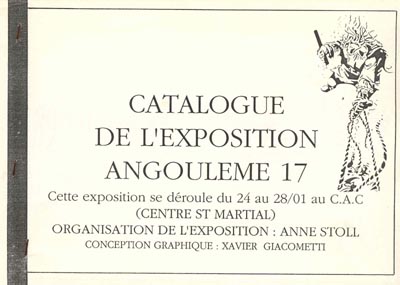 CATALOGUE
DE L'EXPOSITION
ANGOULEME 17
Cette exposition se déroule du 24 au 28/01 au C.A.C
(CENTRE ST MARTIAL)
ORGANISATION DE L'EXPOSITION : ANNE STOLL
CONCEPTION GRAPHIQUE : XAVIER GIACOMETTI